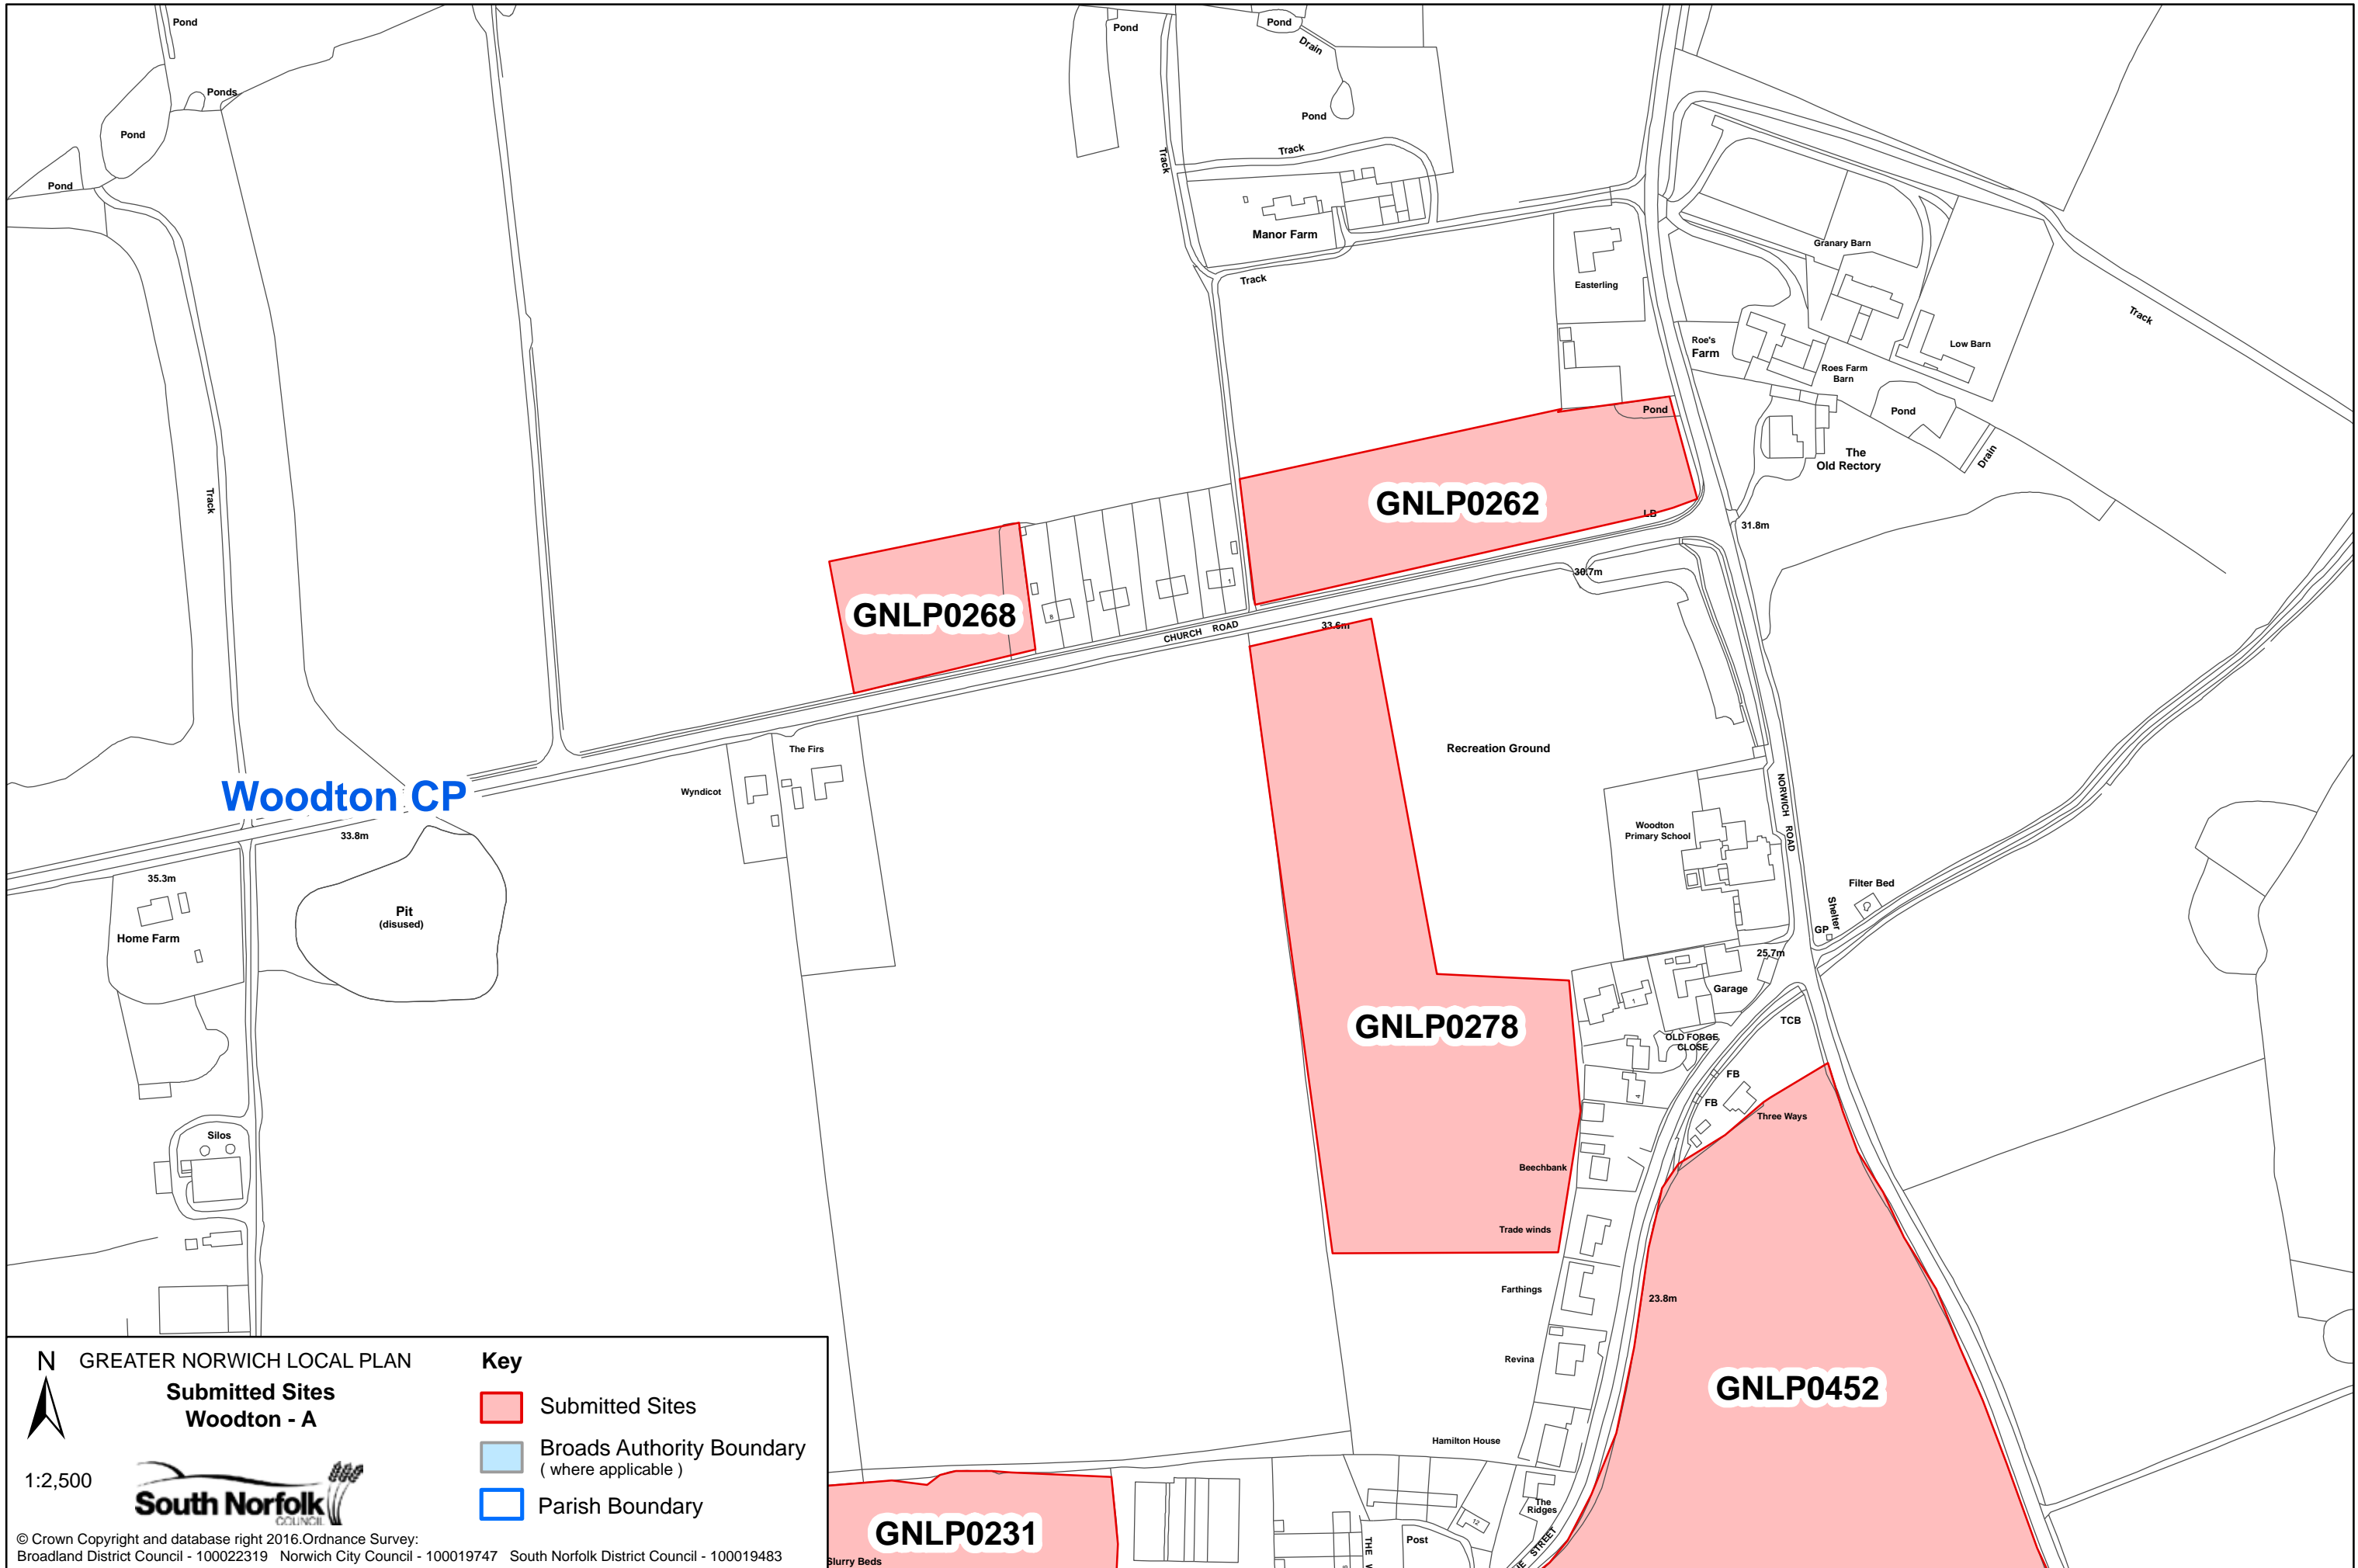 Pond
Pond
Pond
Drain
Ponds
Pond
Pond
Pond
Track
Track
Manor Farm
Track
Granary Barn
Easterling
Track
Roe's
Farm
Low Barn
Roes Farm
Barn
Pond
Pond
The
Old Rectory
Drain
Track
GNLP0262
LB
31.8m
30.7m
GNLP0268
8
1
CHURCH ROAD
33.6m
The Firs
Recreation Ground
Wyndicot
Woodton CP
33.8m
NORWICH ROAD
Woodton
Primary School
35.3m
Pit
(disused)
Home Farm
Filter Bed
Shelter
GP
25.7m
Garage
1
GNLP0278
TCB
OLD FORGE
CLOSE
FB
4
FB
Three Ways
Silos
Beechbank
Trade winds
Farthings
23.8m
Revina
GNLP0452
Hamilton House
The
Ridges
12
Post
GNLP0231
Slurry Beds
THE
STREET
N
GREATER NORWICH LOCAL PLAN
Submitted Sites
Woodton - A
1:2,500
South Norfolk
COUNCIL
Key
Submitted Sites
Broads Authority Boundary
( where applicable )
Parish Boundary
© Crown Copyright and database right 2016.Ordnance Survey:
Broadland District Council - 100022319 Norwich City Council - 100019747 South Norfolk District Council - 100019483